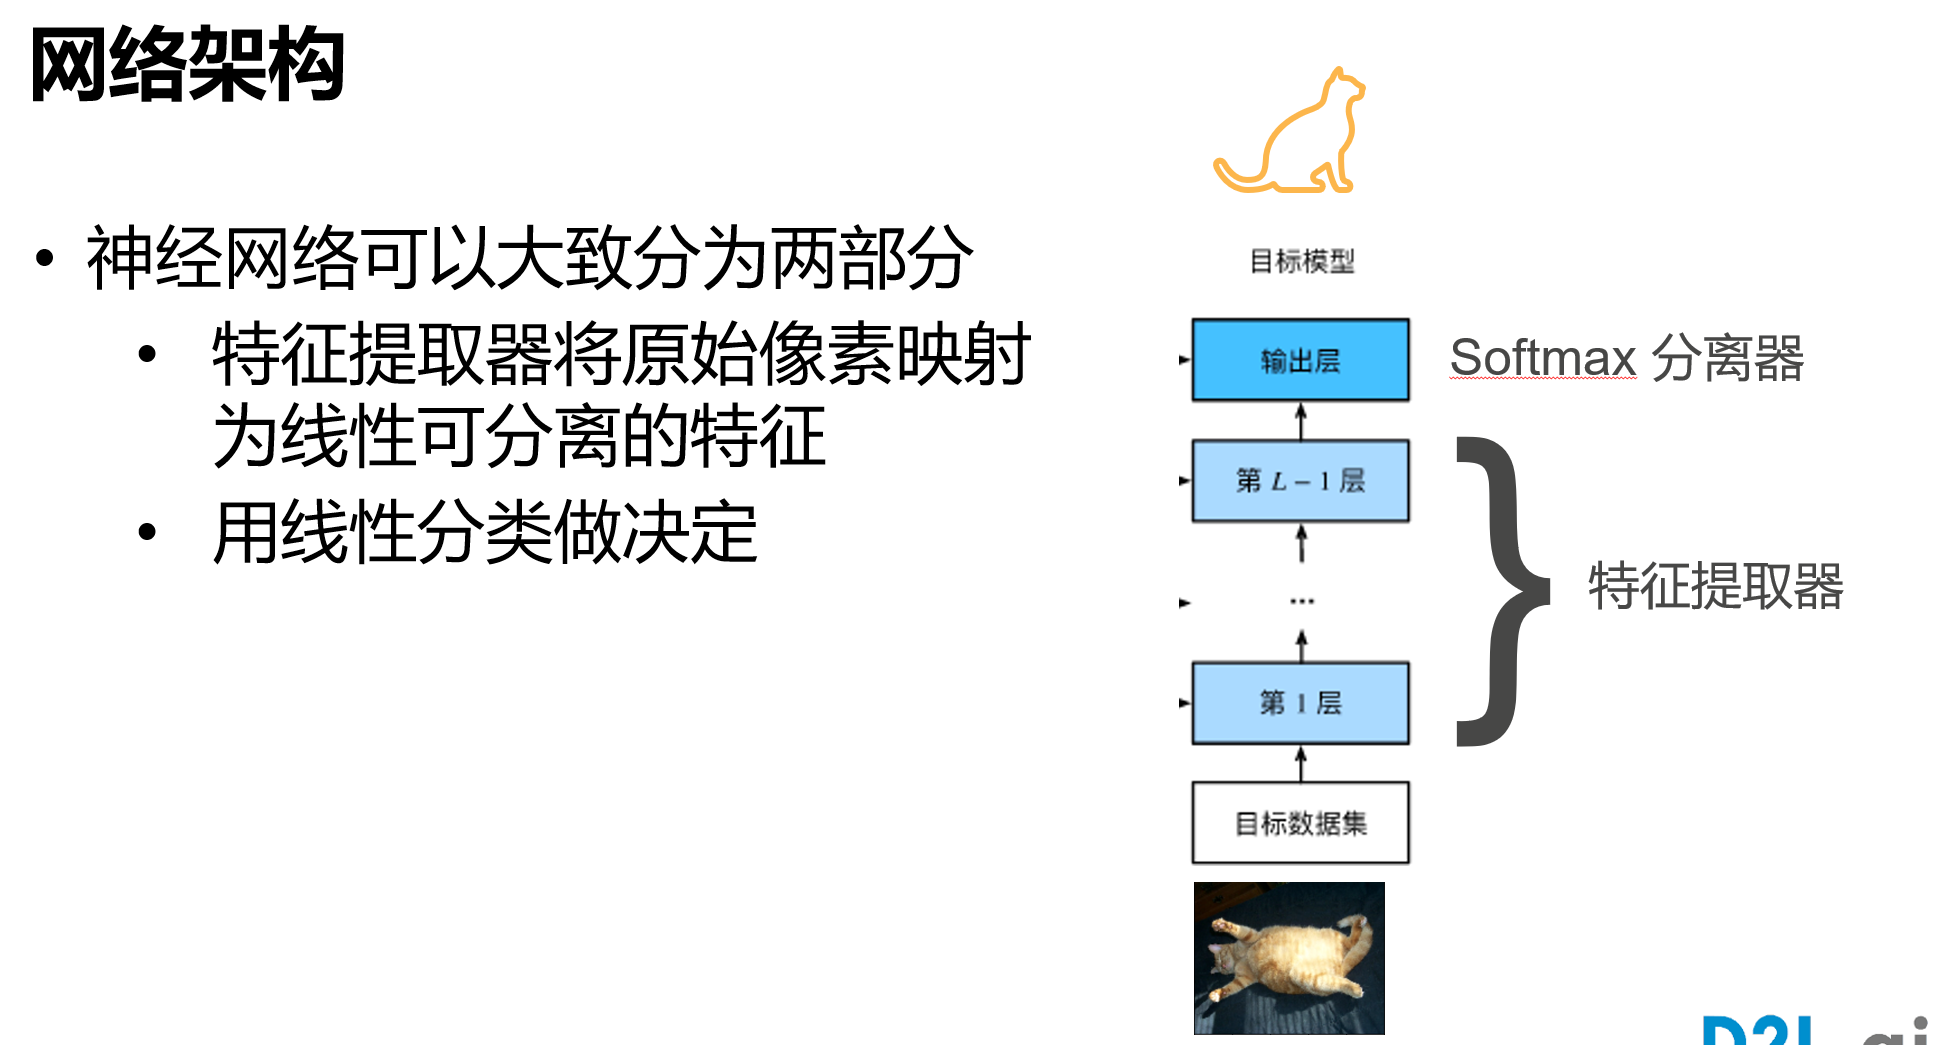 网络架构
• 神经网络可以大致分为两部分
• 特征提取器将原始像素映射
为线性可分离的特征
• 用线性分类做决定
目标模型
输出层
Softmax 分离器
第 L – 1 层
...
特征提取器
第 1 层
目标数据集